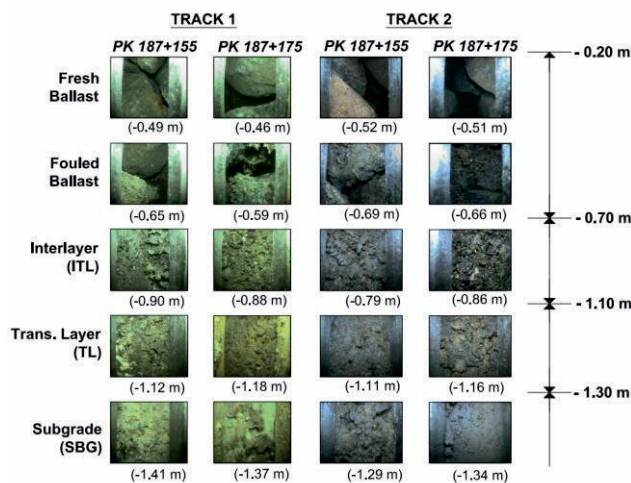 TRACK 1 TRACK 2
PK 187+155 PK 187+175 PK 187+155 PK 187+175
- 0.20 m
Fresh
Ballast
(-0.49 m) (-0.46 m) (-0.52 m) (-0.51 m)
Fouled
Ballast
(-0.65 m) (-0.59 m) (-0.69 m) (-0.66 m)
- 0.70 m
Interlayer
(ITL)
(-0.90 m) (-0.88 m) (-0.79 m) (-0.86 m)
- 1.10 m
Trans. Layer
(TL)
(-1.12 m) (-1.18 m) (-1.11 m) (-1.16 m)
- 1.30 m
Subgrade
(SBG)
(-1.41 m) (-1.37 m) (-1.29 m) (-1.34 m)